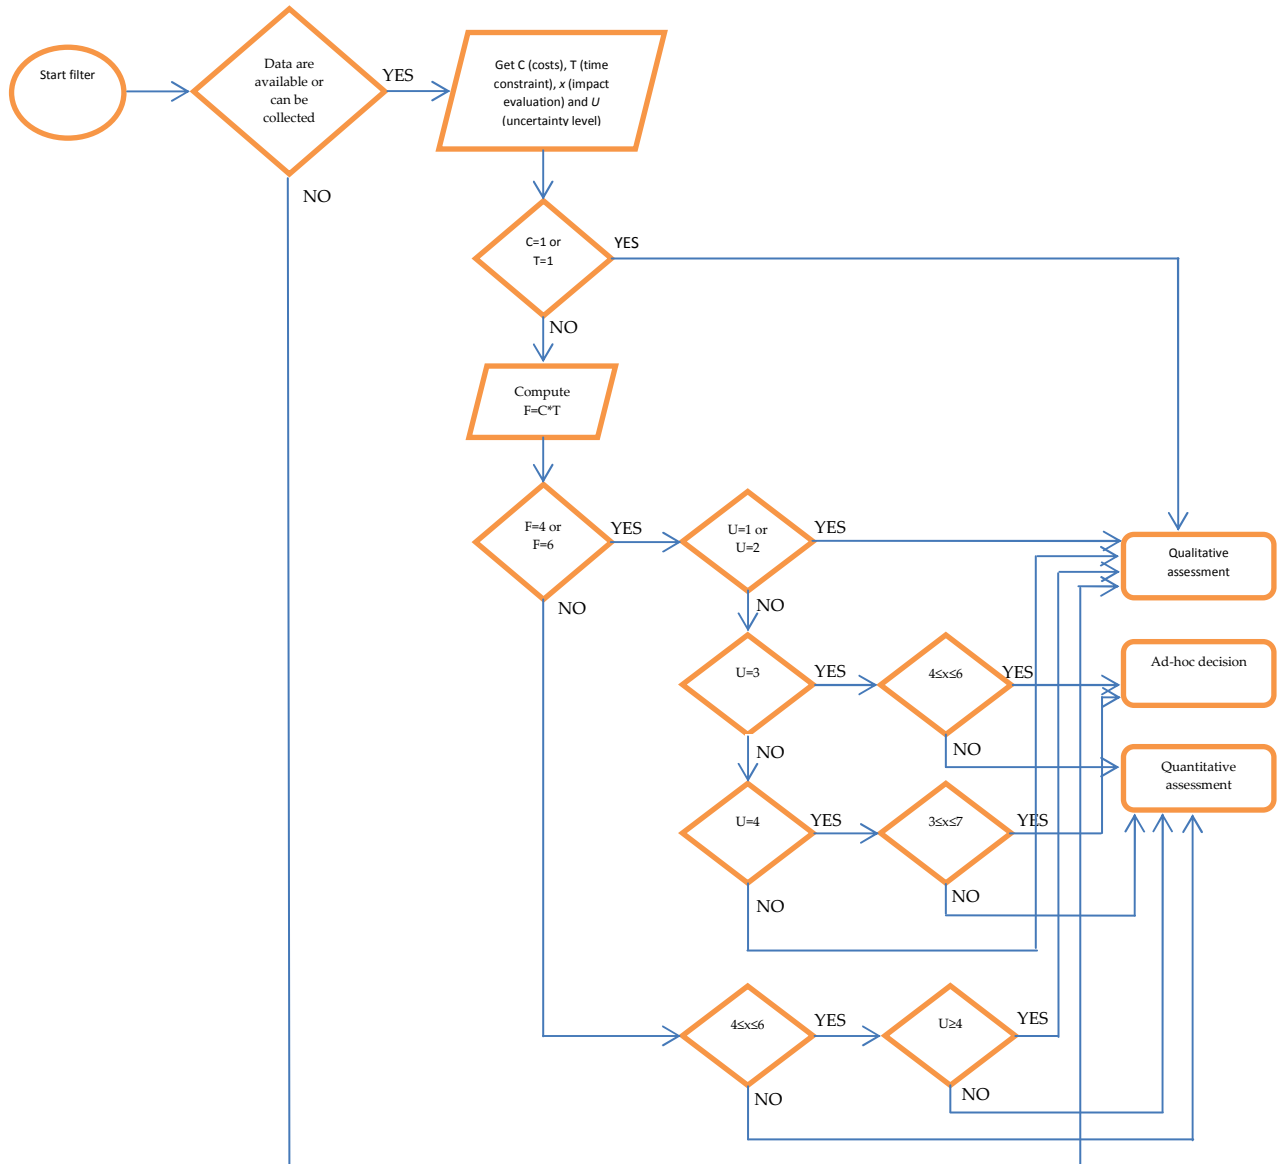 Start filter
Data are
available or
can be
collected
YES
Get C (costs), T (time
constraint), x (impact
evaluation) and U
(uncertainty level)
NO
C=1 or
T=1
YES
NO
Compute
F=C*T
F=4 or
F=6
YES
U=1 or
U=2
YES
Qualitative
assessment
NO
NO
U=3
YES
4≤x≤6
YES
Ad-hoc decision
NO
NO
Quantitative
assessment
U=4
YES
3≤x≤7
YES
NO
NO
4≤x≤6
YES
U≥4
YES
NO
NO